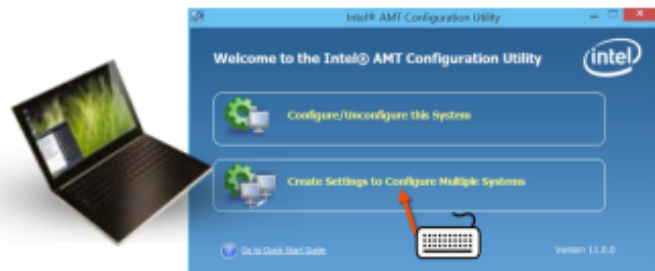 Intel® AMT Configuration Utility
Welcome to the Intel® AMT Configuration Utility
intel
Configure/Unconfigure this System
Create Settings to Configure Multiple Systems
Go to Quick Start Guide
Version 11.0.0